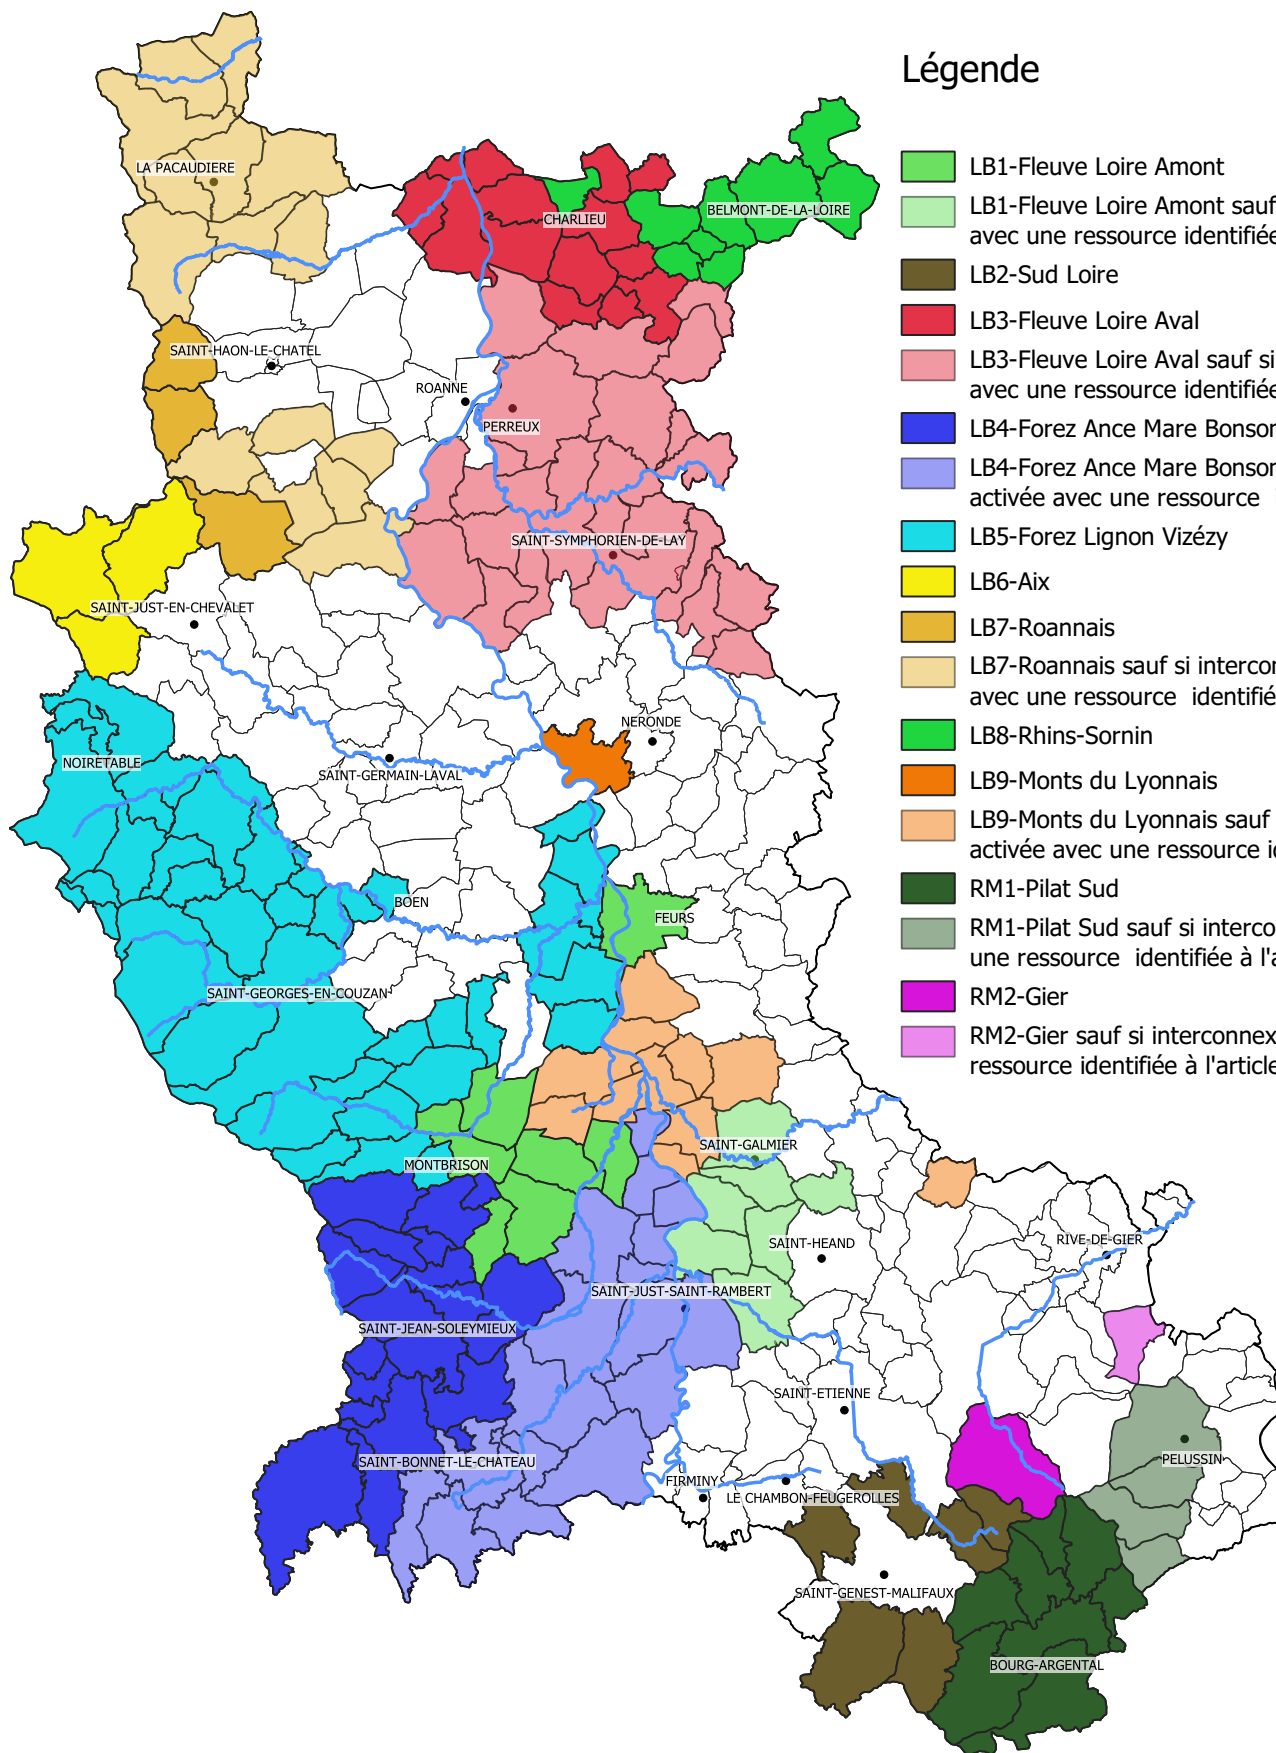 Légende
LB1-Fleuve Loire Amont
LB1-Fleuve Loire Amont sauf
avec une ressource identifiée
LB2-Sud Loire
LB3-Fleuve Loire Aval
LB3-Fleuve Loire Aval sauf si
avec une ressource identifiée
LB4-Forez Ance Mare Bonson
LB4-Forez Ance Mare Bonson
activée avec une ressource
LB5-Forez Lignon Vizézy
LB6-Aix
LB7-Roannais
LB7-Roannais sauf si intercon
avec une ressource identifiée
LB8-Rhins-Sornin
LB9-Monts du Lyonnais
LB9-Monts du Lyonnais sauf
activée avec une ressource id
RM1-Pilat Sud
RM1-Pilat Sud sauf si interco
une ressource identifiée à l'a
RM2-Gier
RM2-Gier sauf si interconnex
ressource identifiée à l'article
LA PACAUDIERE
CHARLIEU
BELMONT-DE-LA-LOIRE
SAINT-HAON-LE-CHATEL
ROANNE
PERREUX
SAINT-SYMPHORIEN-DE-LAY
SAINT-JUST-EN-CHEVALET
NERONDE
NOIRETABLE
SAINT-GERMAIN-LAVAL
BOEN
FEURS
SAINT-GEORGES-EN-COUZAN
SAINT-GALMIER
MONTBRISON
SAINT-HEAND
RIVE-DE-GIER
SAINT-JUST-SAINT-RAMBERT
SAINT-JEAN-SOLEYMIEUX
SAINT-ETIENNE
SAINT-BONNET-LE-CHATEAU
PELUSSIN
FIRMINY
LE CHAMBON-FEUGEROLLES
SAINT-GENEST-MALIFAUX
BOURG-ARGENTAL